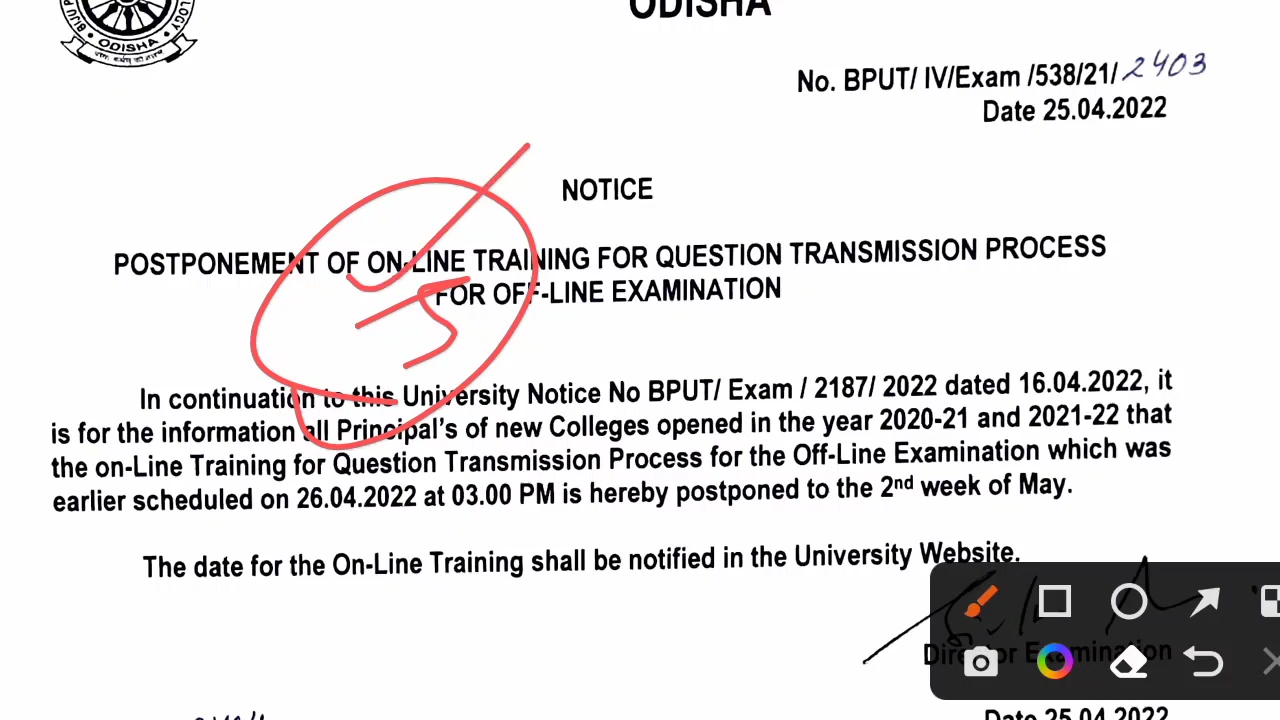 ODISHA
BIJU P
OLOGY
ODISHA
No. BPUT/ IV/Exam /538/21/ 2403
Date 25.04.2022
NOTICE
POSTPONEMENT OF ON-LINE TRAINING FOR QUESTION TRANSMISSION PROCESS
FOR OFF-LINE EXAMINATION
In continuation to this University Notice No BPUT/ Exam / 2187/ 2022 dated 16.04.2022, it
is for the information all Principal's of new Colleges opened in the year 2020-21 and 2021-22 that
the on-Line Training for Question Transmission Process for the Off-Line Examination which was
earlier scheduled on 26.04.2022 at 03.00 PM is hereby postponed to the 2nd week of May.
The date for the On-Line Training shall be notified in the University Website.
Director Examination
Date 25.04.2022